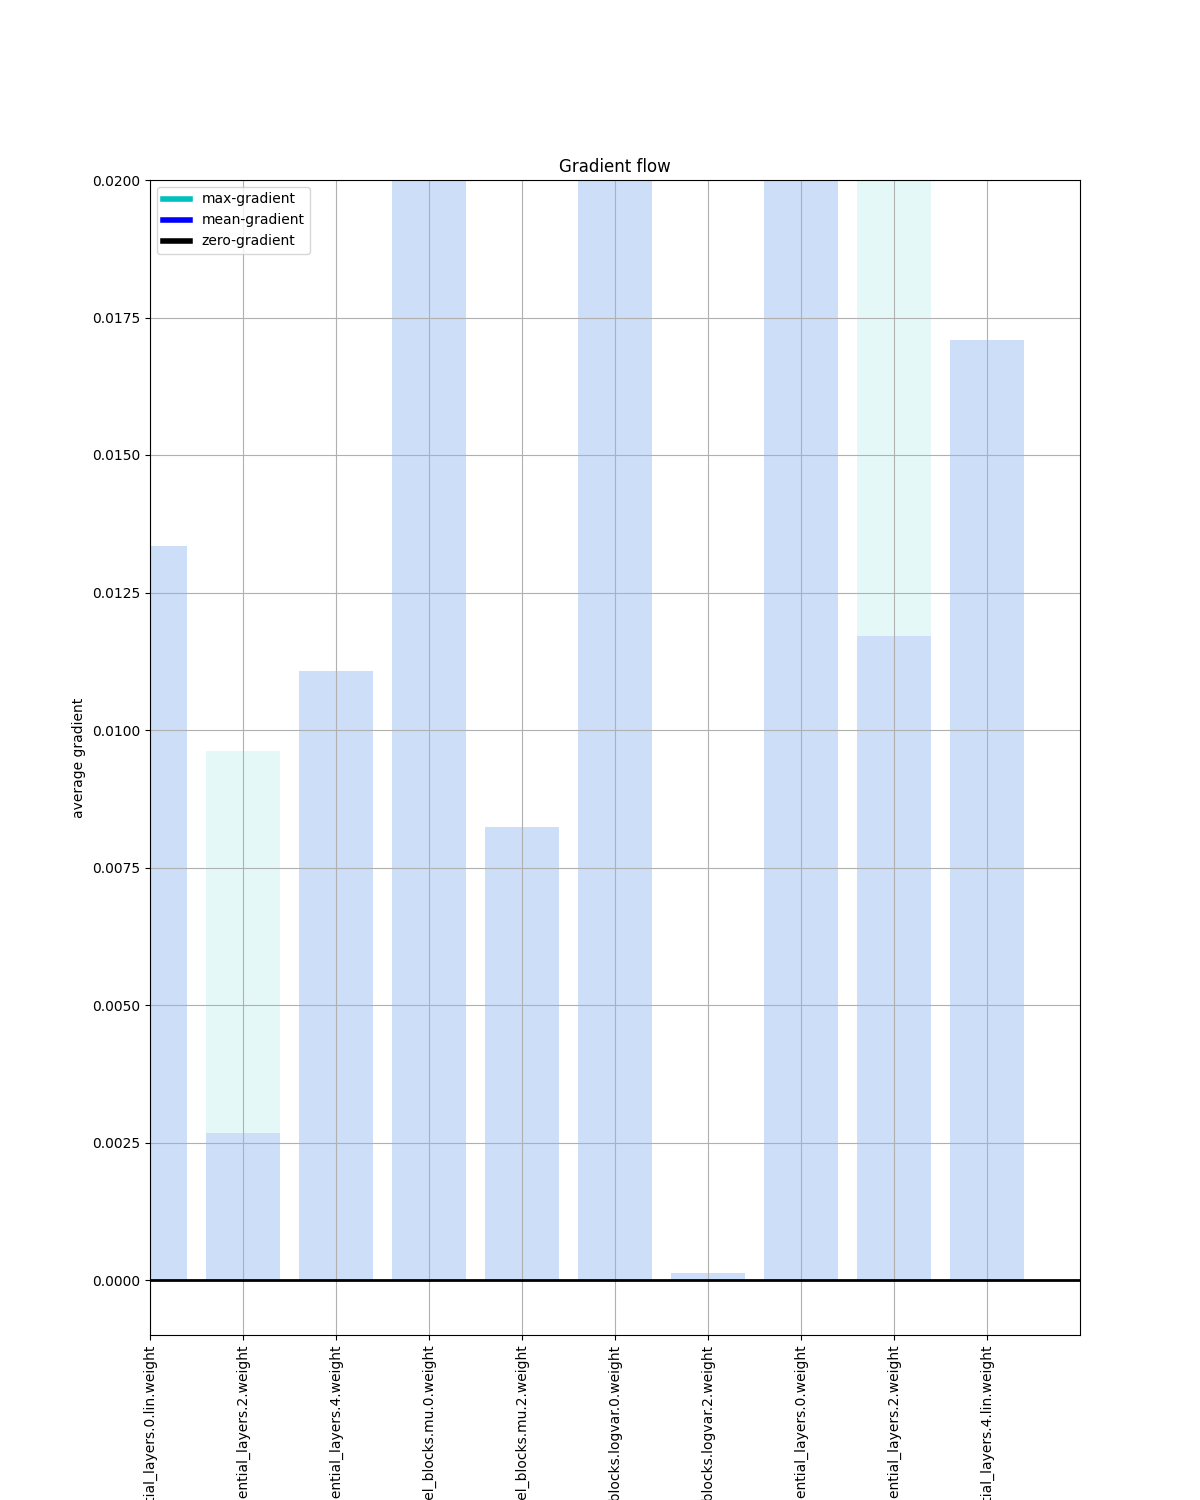 Gradient flow
max-gradient
mean-gradient
zero-gradient
0.0200
0.0175
0.0150
0.0125
0.0100
0.0075
0.0050
0.0025
0.0000
average gradient
tial_layers.0.lin.weight
ential_layers.2.weight
ential_layers.4.weight
el_blocks.mu.0.weight
el_blocks.mu.2.weight
blocks.logvar.0.weight
blocks.logvar.2.weight
ential_layers.0.weight
ential_layers.2.weight
tial_layers.4.lin.weight